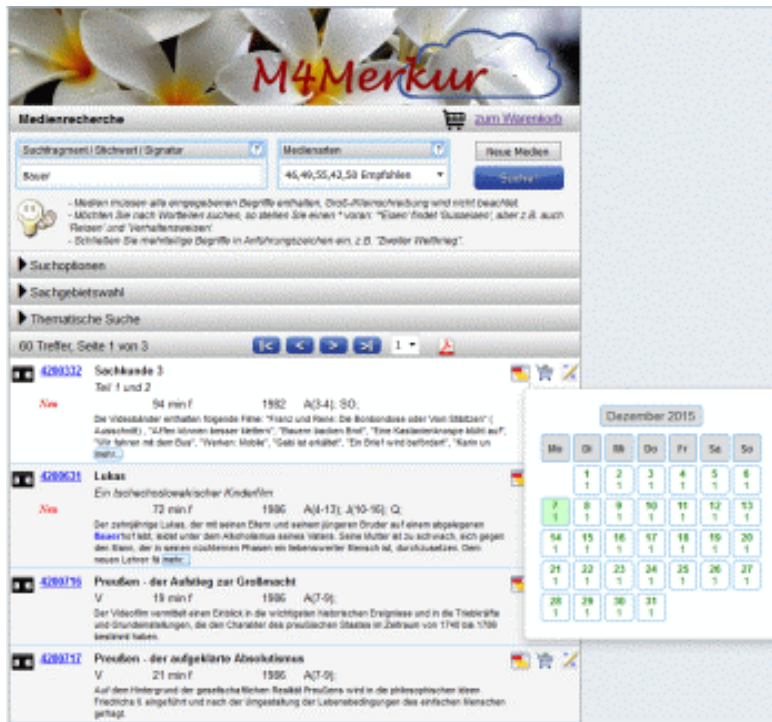 M4Merkur
Medienrecherche
zum Warenkorb
Suchfragment / Stichwort / Signatur ?
Medienarten ?
Neue Medien
Bauer
46,49,55,42,50 Empfohlen
Suche!
- Medien müssen alle eingegebenen Begriffe enthalten, Groß-/Kleinschreibung wird nicht beachtet.
- Möchten Sie nach Wortteilen suchen, so stellen Sie einen * voran: '*Eisen' findet 'Gusseisen', aber z.B. auch
'Reisen' und 'Verhaltensweisen'.
- Schließen Sie mehrteilige Begriffe in Anführungszeichen ein, z.B. "Zweiter Weltkrieg".
Suchoptionen
Sachgebietswahl
Thematische Suche
60 Treffer, Seite 1 von 3
|< < > >| 1
4200332 Sachkunde 3
Teil 1 und 2
Neu 94 min f 1982 A(3-4); SO;
Die Videobänder enthalten folgende Filme: "Franz und Rene: Die Bonbondose oder Vom Stibitzen" (
Ausschnitt) , "Affen können besser klettern", "Bauern backen Brot", "Eine Kastanienknospe blüht auf",
"Wir fahren mit dem Bus", "Werken: Mobile", "Gabi ist erkältet", "Ein Brief wird befördert", "Karin un
mehr...
4200631 Lukas
Ein tschechoslowakischer Kinderfilm
Neu 72 min f 1986 A(4-13); J(10-16); Q;
Der zehnjährige Lukas, der mit seinen Eltern und seinem jüngeren Bruder auf einem abgelegenen
Bauernhof lebt, leidet unter dem Alkoholismus seines Vaters. Seine Mutter ist zu schwach, sich gegen
den Mann, der in seinen nüchternen Phasen ein liebenswerter Mensch ist, durchzusetzen. Dem
neuen Lehrer fä mehr...
4200716 Preußen - der Aufstieg zur Großmacht
V 19 min f 1986 A(7-9);
Der Videofilm vermittelt einen Einblick in die wichtigsten historischen Ereignisse und in die Triebkräfte
und Grundeinstellungen, die den Charakter des preußischen Staates im Zeitraum von 1740 bis 1786
bestimmt haben.
4200717 Preußen - der aufgeklärte Absolutismus
V 21 min f 1986 A(7-9);
Auf dem Hintergrund der gesellschaftlichen Realität Preußens wird in die philosophischen Ideen
Friedrichs II. eingeführt und nach der Umgestaltung der Lebensbedingungen des einfachen Menschen
gefragt.
Dezember 2015
Mo Di Mi Do Fr Sa So
1 2 3 4 5 6
1 1 1 1 1 1
7 8 9 10 11 12 13
1 1 1 1 1 1 1
14 15 16 17 18 19 20
1 1 1 1 1 1 1
21 22 23 24 25 26 27
1 1 1 1 1 1 1
28 29 30 31
1 1 1 1